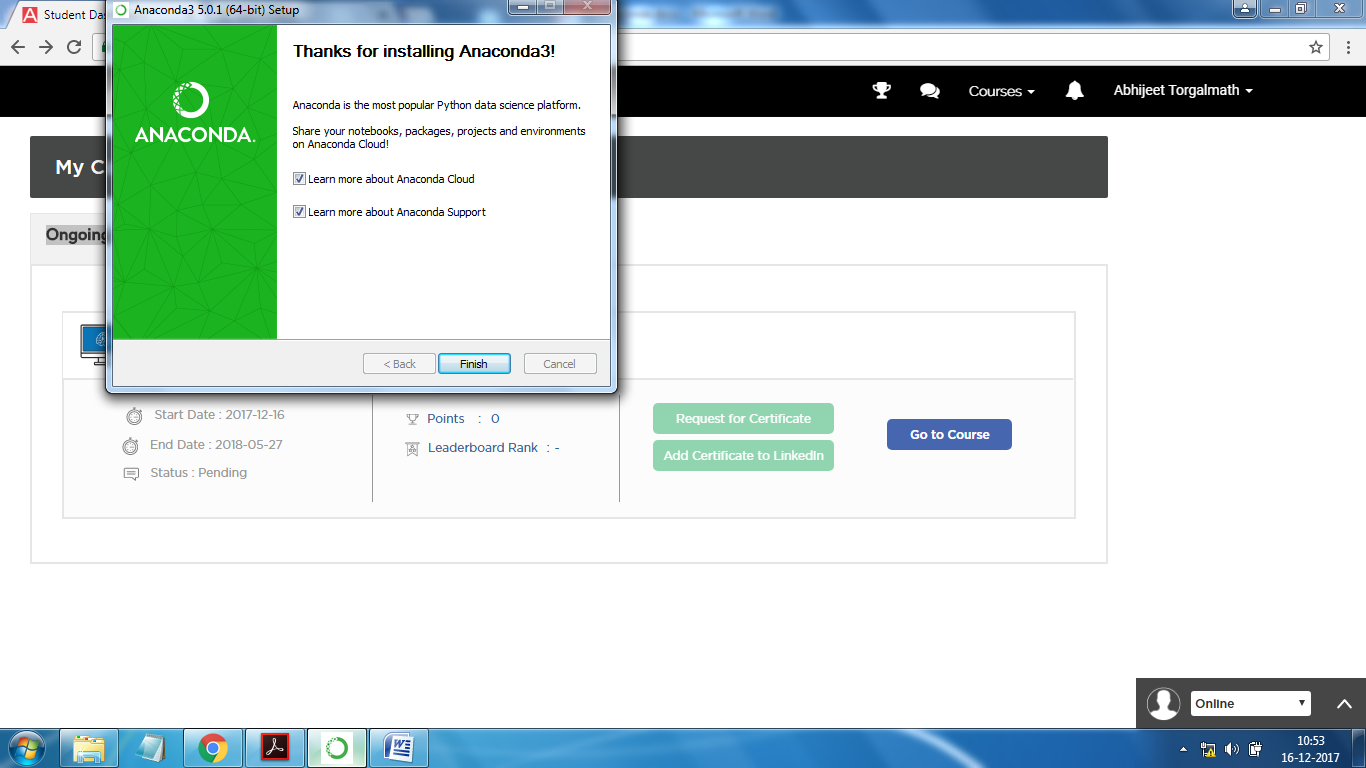 Student Das
Anaconda3 5.0.1 (64-bit) Setup
Thanks for installing Anaconda3!
Anaconda is the most popular Python data science platform.
Share your notebooks, packages, projects and environments
on Anaconda Cloud!
Learn more about Anaconda Cloud
Learn more about Anaconda Support
ANACONDA.
< Back
Finish
Cancel
Courses
Abhijeet Torgalmath
My C
Ongoing
Start Date : 2017-12-16
End Date : 2018-05-27
Status : Pending
Points : 0
Leaderboard Rank : -
Request for Certificate
Add Certificate to LinkedIn
Go to Course
Online
10:53
16-12-2017